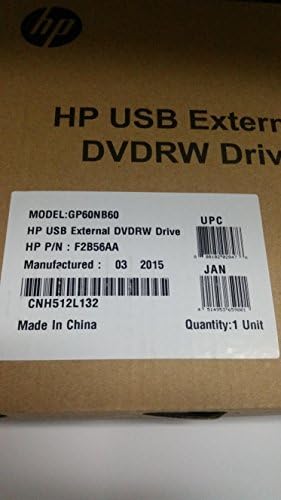 hp
HP USB Extern
DVDRW Driv
MODEL:GP60NB60
HP USB External DVDRW Drive
HP P/N : F2B56AA
Manufactured : 03 2015
CNH512L132
Made In China
UPC
JAN
Quantity:1 Unit